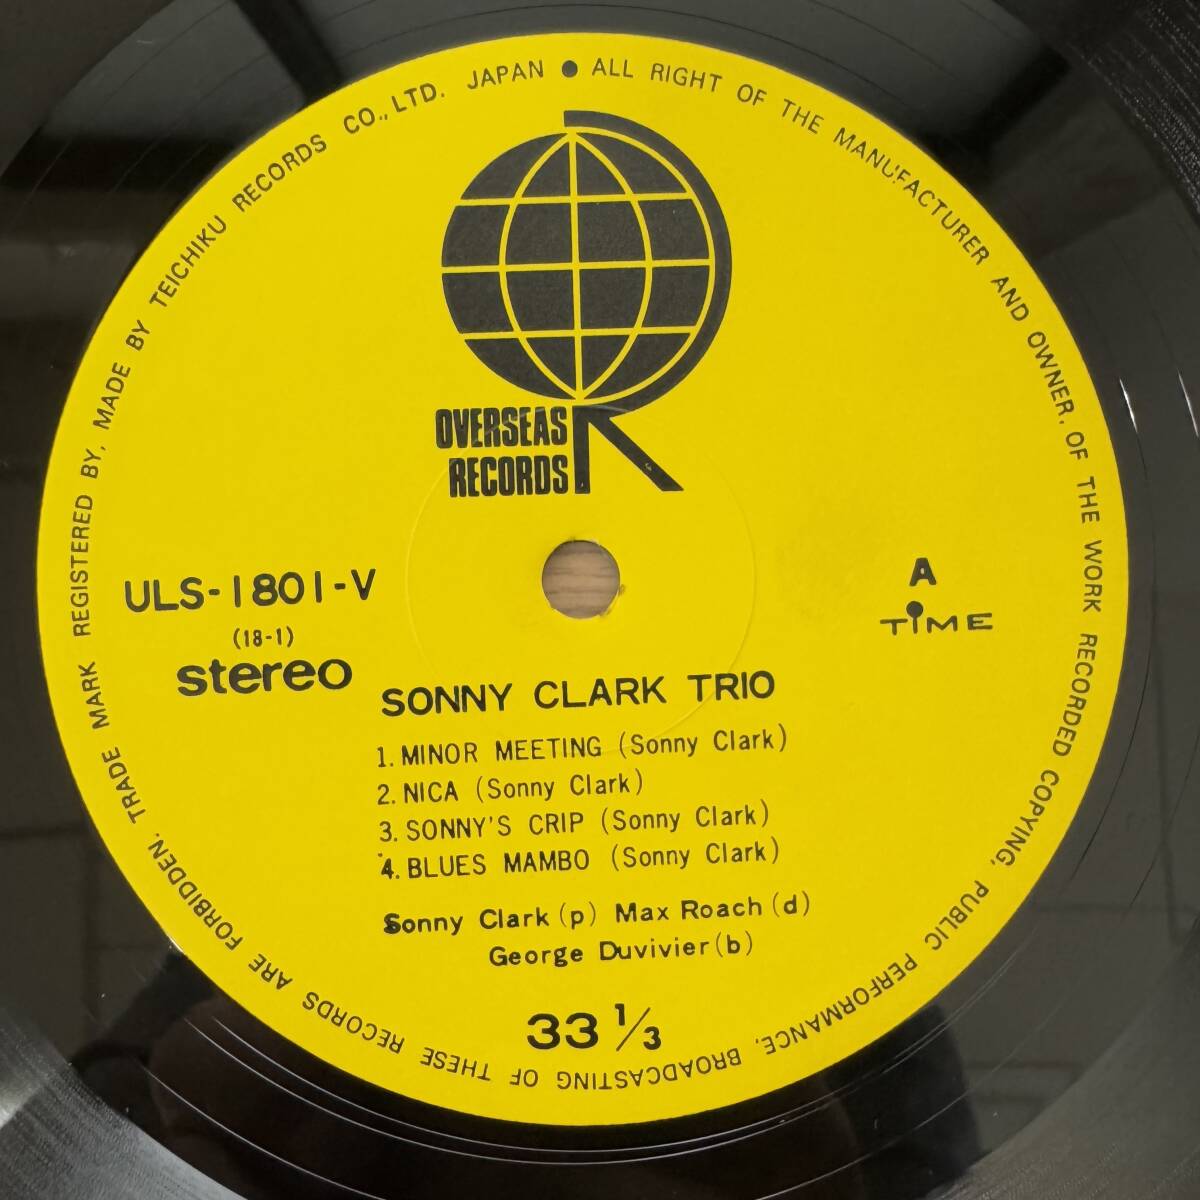 ALL RIGHT OF THE MANUFACTURER AND OWNER, OF THE WORK RECORDED COPYING, PUBLIC PERFORMANCE, BROADCASTING OF THESE RECORDS ARE FORBIDDEN. TRADE MARK REGISTERED BY, MADE BY TEICHIKU RECORDS CO., LTD. JAPAN ●
OVERSEAS
RECORDS
ULS-1801-V
(18-1)
stereo
A
TIME
SONNY CLARK TRIO
1. MINOR MEETING (Sonny Clark)
2. NICA (Sonny Clark)
3. SONNY'S CRIP (Sonny Clark)
4. BLUES MAMBO (Sonny Clark)
Sonny Clark (p) Max Roach (d)
George Duvivier (b)
33 1/3